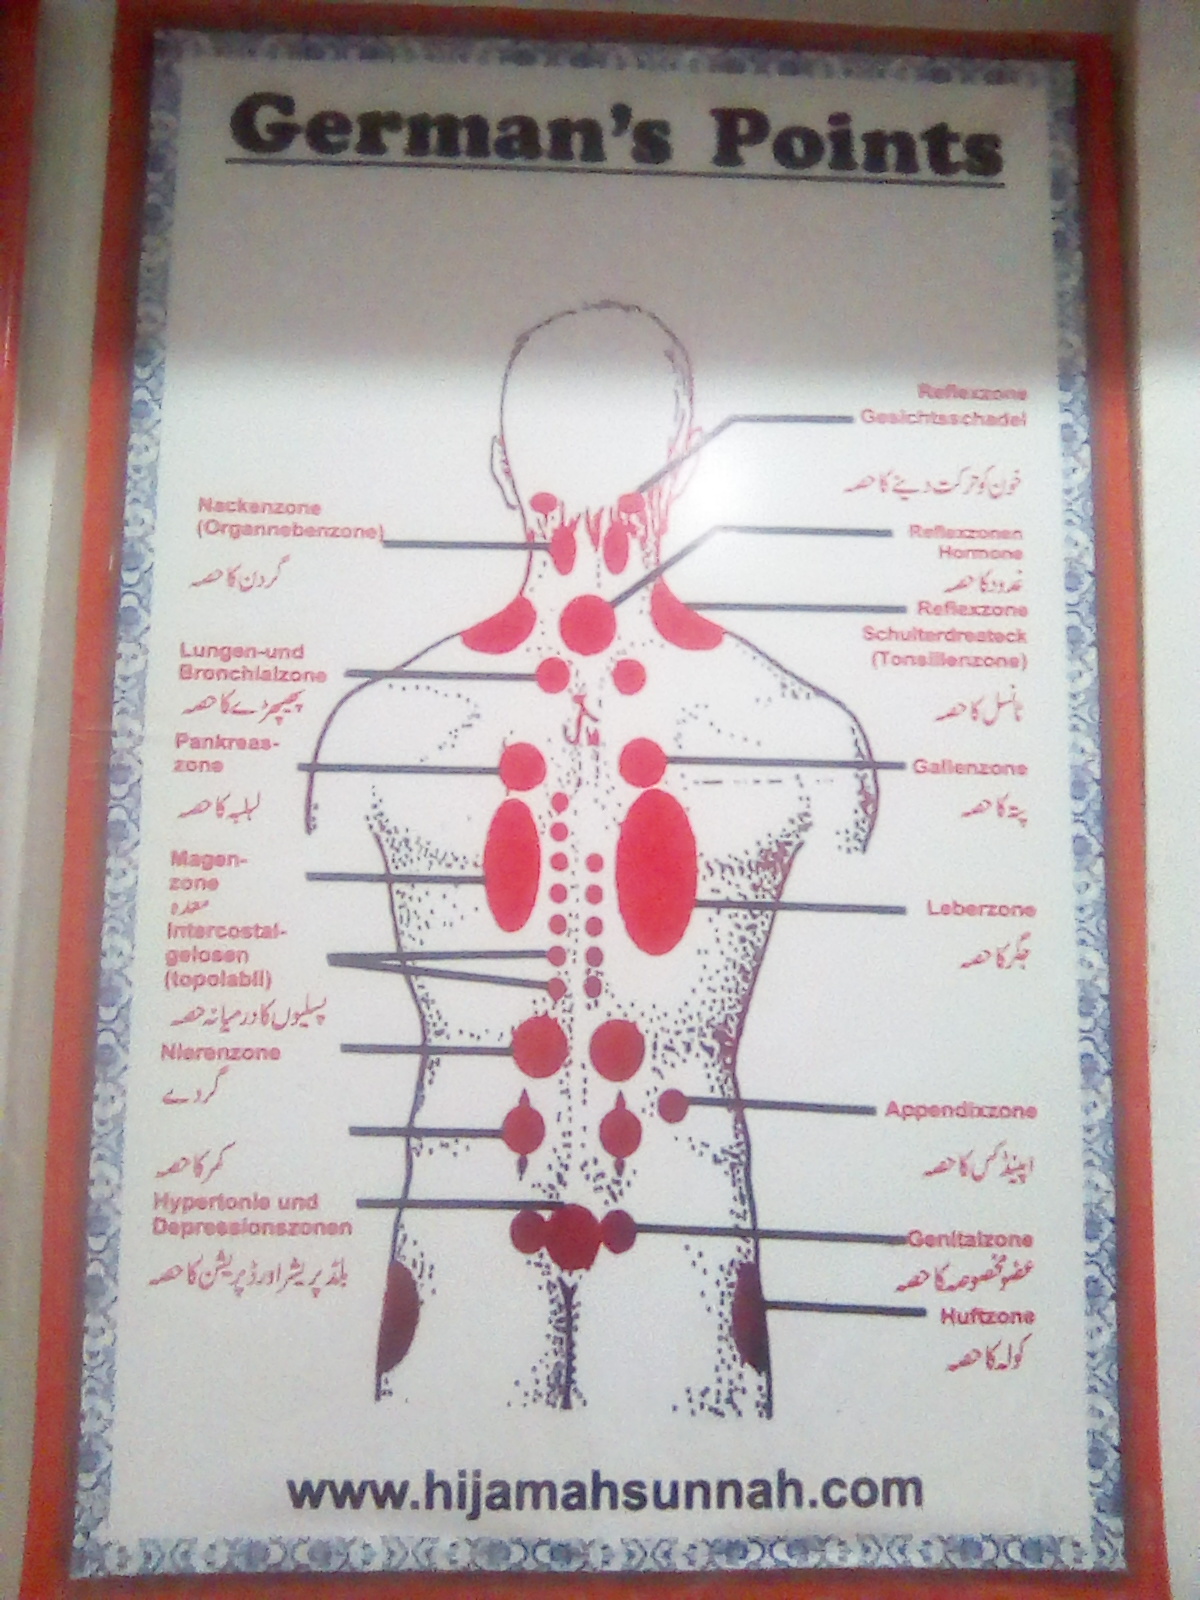 German's Points
Reflexzone
Gesichtsschadel
خون کو حرکت دینے کا حصہ
Nackenzone
(Organnebenzone)
گردن کا حصہ
Reflexzonen
Hormone
غدود کا حصہ
Reflexzone
Schulterdreateck
(Tonsillenzone)
ٹانسل کا حصہ
Lungen-und
Bronchialzone
پھیپھڑے کا حصہ
Pankreas-
zone
لبلبہ کا حصہ
Gallenzone
پتہ کا حصہ
Magen-
zone
معدہ
Leberzone
جگر کا حصہ
Intercostal-
gelosen
(topolabil)
پسلیوں کا درمیانہ حصہ
Nierenzone
گردے
Appendixzone
اپینڈکس کا حصہ
کمر کا حصہ
Hypertonie und
Depressionszonen
بلڈ پریشر اور ڈپریشن کا حصہ
Genitalzone
عضو مخصوصہ کا حصہ
Huftzone
کولہ کا حصہ
www.hijamahsunnah.com